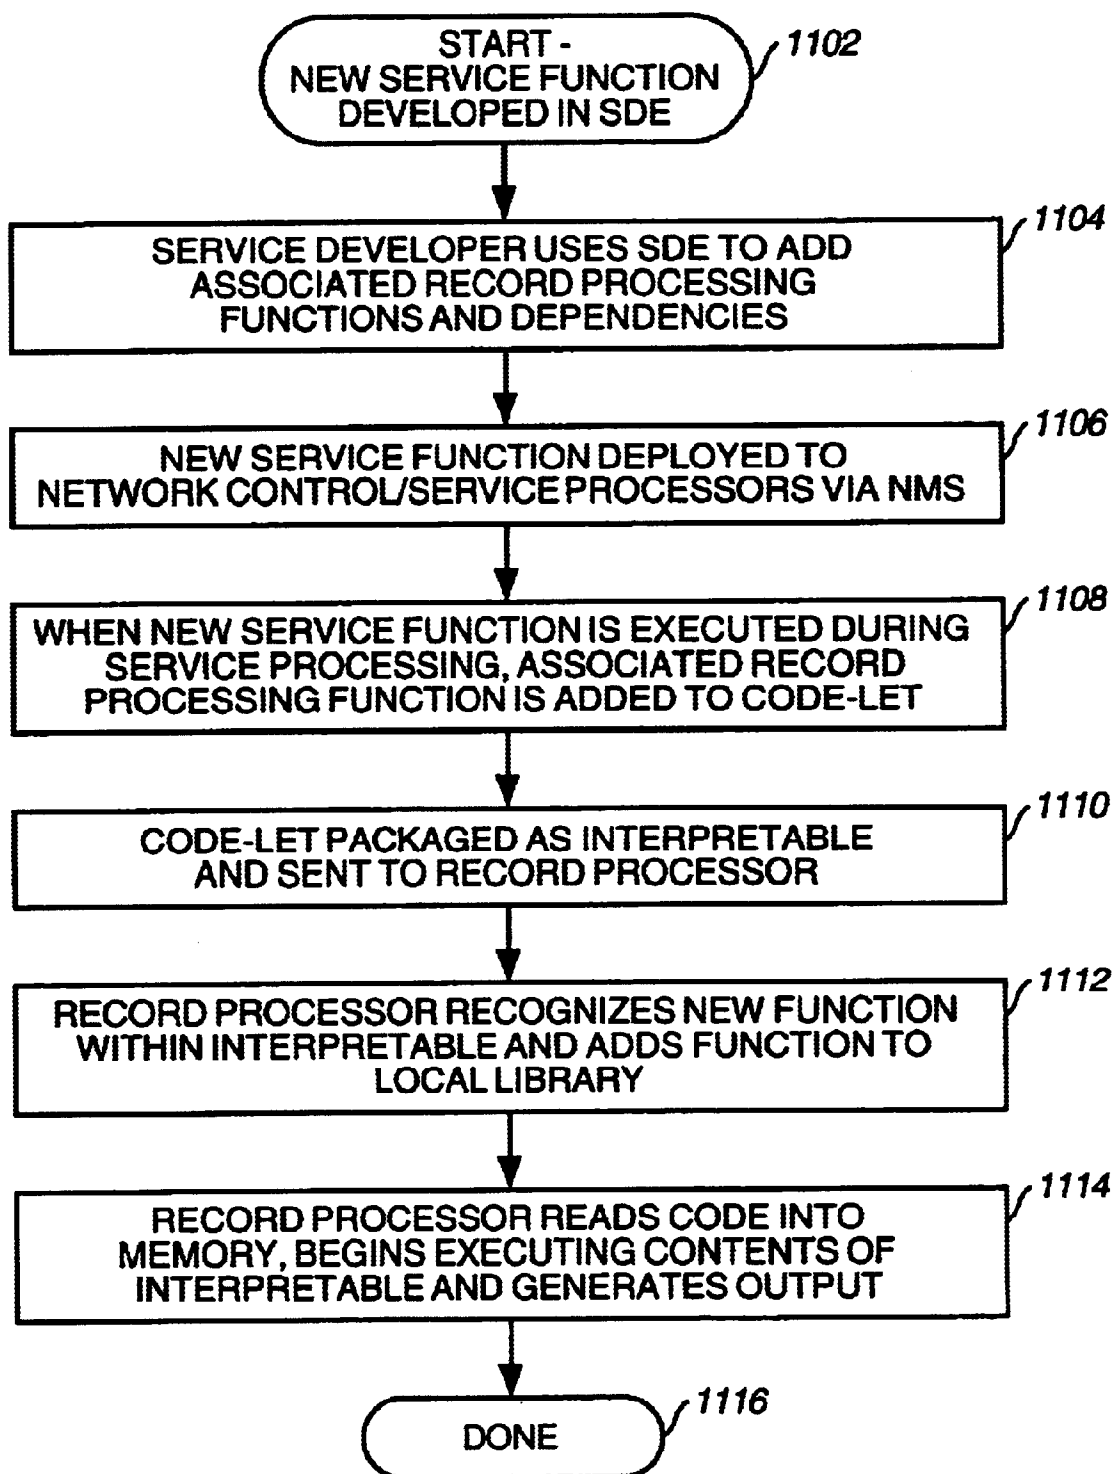 START -
NEW SERVICE FUNCTION
DEVELOPED IN SDE
1102
1104
SERVICE DEVELOPER USES SDE TO ADD
ASSOCIATED RECORD PROCESSING
FUNCTIONS AND DEPENDENCIES
1106
NEW SERVICE FUNCTION DEPLOYED TO
NETWORK CONTROL/SERVICE PROCESSORS VIA NMS
1108
WHEN NEW SERVICE FUNCTION IS EXECUTED DURING
SERVICE PROCESSING, ASSOCIATED RECORD
PROCESSING FUNCTION IS ADDED TO CODE-LET
1110
CODE-LET PACKAGED AS INTERPRETABLE
AND SENT TO RECORD PROCESSOR
1112
RECORD PROCESSOR RECOGNIZES NEW FUNCTION
WITHIN INTERPRETABLE AND ADDS FUNCTION TO
LOCAL LIBRARY
1114
RECORD PROCESSOR READS CODE INTO
MEMORY, BEGINS EXECUTING CONTENTS OF
INTERPRETABLE AND GENERATES OUTPUT
1116
DONE